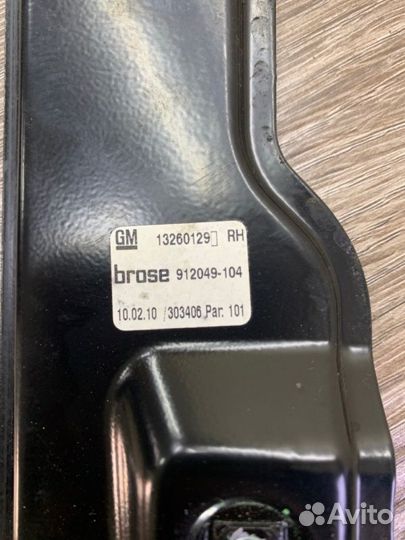 GM 13260129 RH
brose 912049-104
10.02.10 /303406 Par. 101
Avito